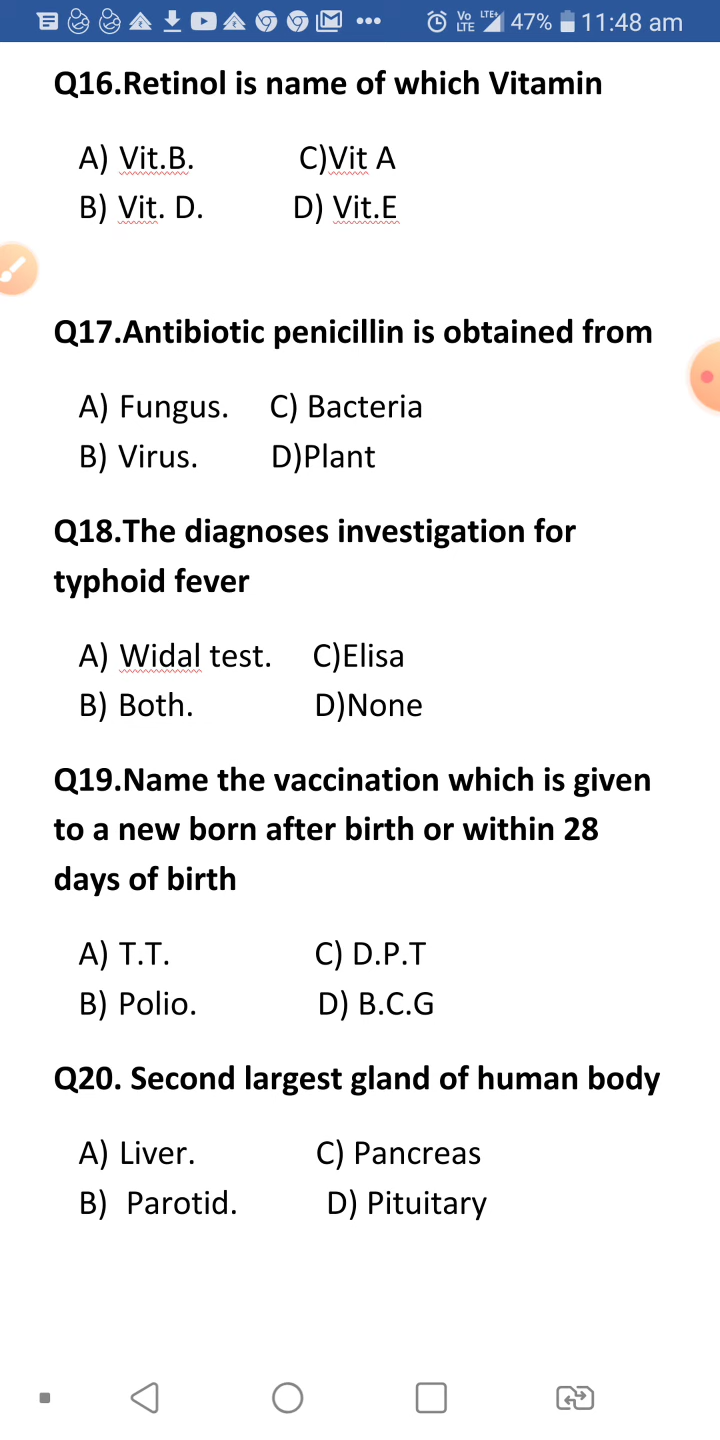 Vo LTE LTE+ 47% 11:48 am
Q16.Retinol is name of which Vitamin
A) Vit.B. C)Vit A
B) Vit. D. D) Vit.E
Q17.Antibiotic penicillin is obtained from
A) Fungus. C) Bacteria
B) Virus. D)Plant
Q18.The diagnoses investigation for
typhoid fever
A) Widal test. C)Elisa
B) Both. D)None
Q19.Name the vaccination which is given
to a new born after birth or within 28
days of birth
A) T.T. C) D.P.T
B) Polio. D) B.C.G
Q20. Second largest gland of human body
A) Liver. C) Pancreas
B) Parotid. D) Pituitary